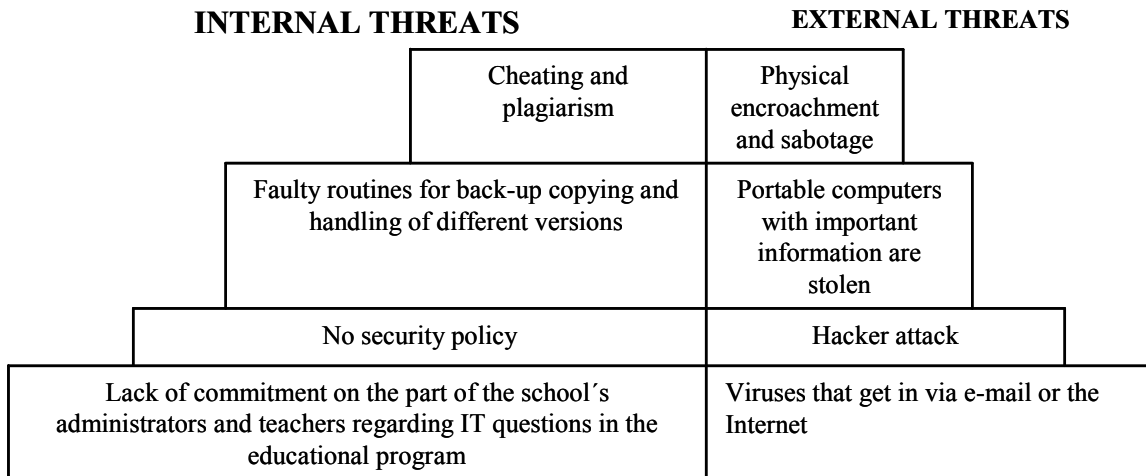 INTERNAL THREATS
EXTERNAL THREATS
Cheating and
plagiarism
Physical
encroachment
and sabotage
Faulty routines for back-up copying and
handling of different versions
Portable computers
with important
information are
stolen
No security policy
Hacker attack
Lack of commitment on the part of the school´s
administrators and teachers regarding IT questions in the
educational program
Viruses that get in via e-mail or the
Internet